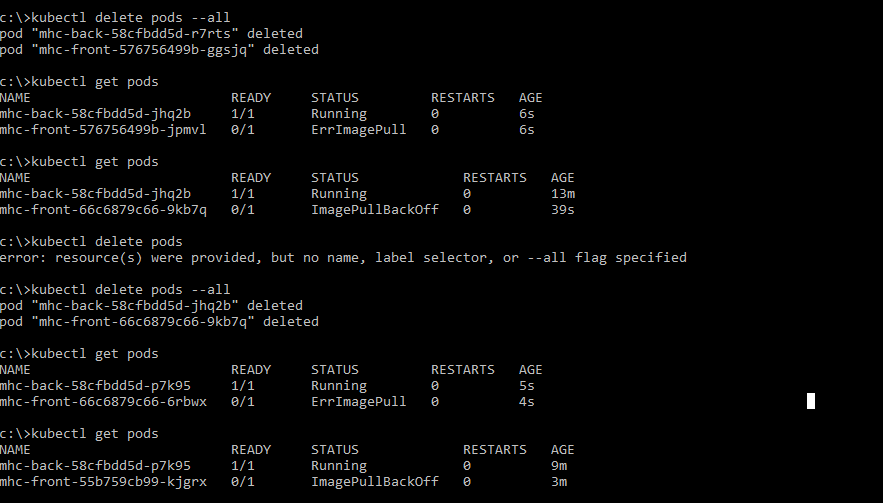 c:\>kubectl delete pods --all
pod "mhc-back-58cfbdd5d-r7rts" deleted
pod "mhc-front-576756499b-ggsjq" deleted
c:\>kubectl get pods
NAME READY STATUS RESTARTS AGE
mhc-back-58cfbdd5d-jhq2b 1/1 Running 0 6s
mhc-front-576756499b-jpmvl 0/1 ErrImagePull 0 6s
c:\>kubectl get pods
NAME READY STATUS RESTARTS AGE
mhc-back-58cfbdd5d-jhq2b 1/1 Running 0 13m
mhc-front-66c6879c66-9kb7q 0/1 ImagePullBackOff 0 39s
c:\>kubectl delete pods
error: resource(s) were provided, but no name, label selector, or --all flag specified
c:\>kubectl delete pods --all
pod "mhc-back-58cfbdd5d-jhq2b" deleted
pod "mhc-front-66c6879c66-9kb7q" deleted
c:\>kubectl get pods
NAME READY STATUS RESTARTS AGE
mhc-back-58cfbdd5d-p7k95 1/1 Running 0 5s
mhc-front-66c6879c66-6rbwx 0/1 ErrImagePull 0 4s
c:\>kubectl get pods
NAME READY STATUS RESTARTS AGE
mhc-back-58cfbdd5d-p7k95 1/1 Running 0 9m
mhc-front-55b759cb99-kjgrx 0/1 ImagePullBackOff 0 3m